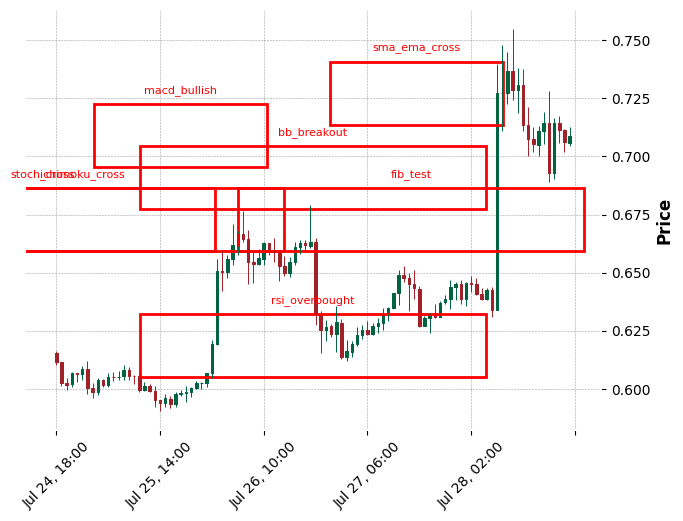 sma_ema_cross
0.750
macd_bullish
0.725
bb_breakout
0.700
stoch_cross
ichimoku_cross
fib_test
0.675
Price
0.650
rsi_overbought
0.625
0.600
Jul 24, 18:00
Jul 25, 14:00
Jul 26, 10:00
Jul 27, 06:00
Jul 28, 02:00